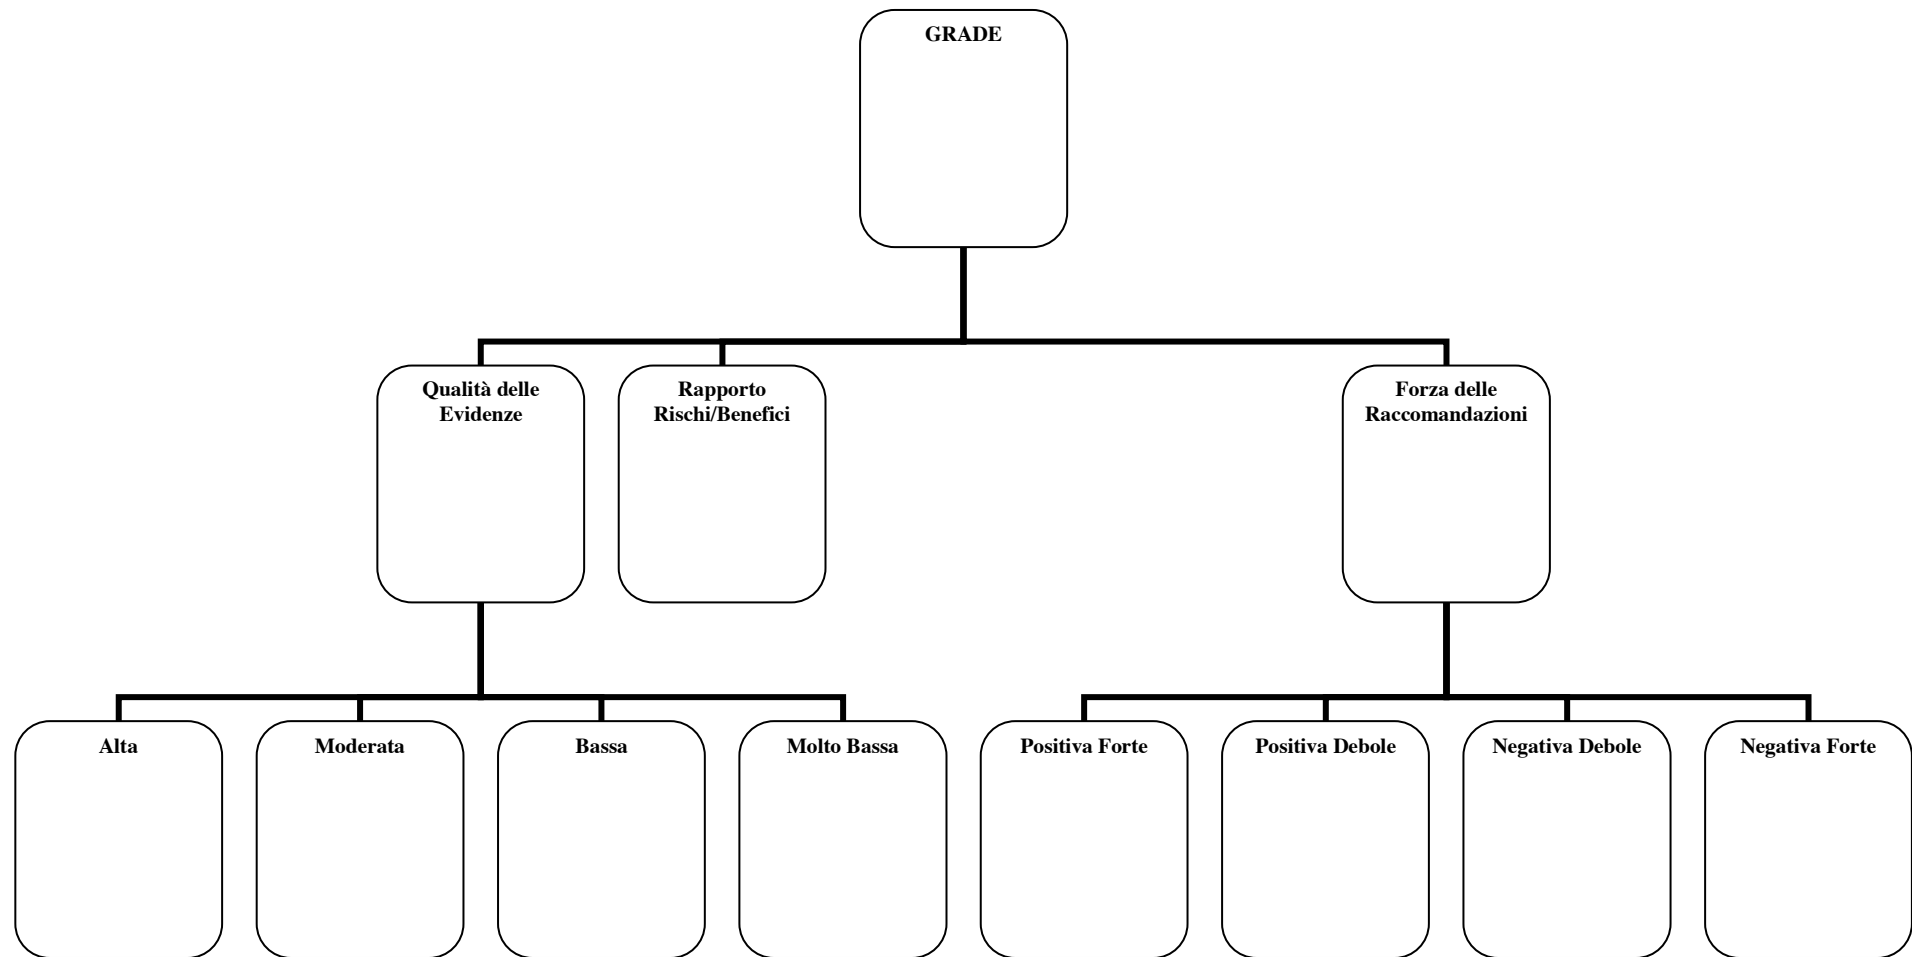 GRADE
Qualità delle
Evidenze
Rapporto
Rischi/Benefici
Forza delle
Raccomandazioni
Alta
Moderata
Bassa
Molto Bassa
Positiva Forte
Positiva Debole
Negativa Debole
Negativa Forte